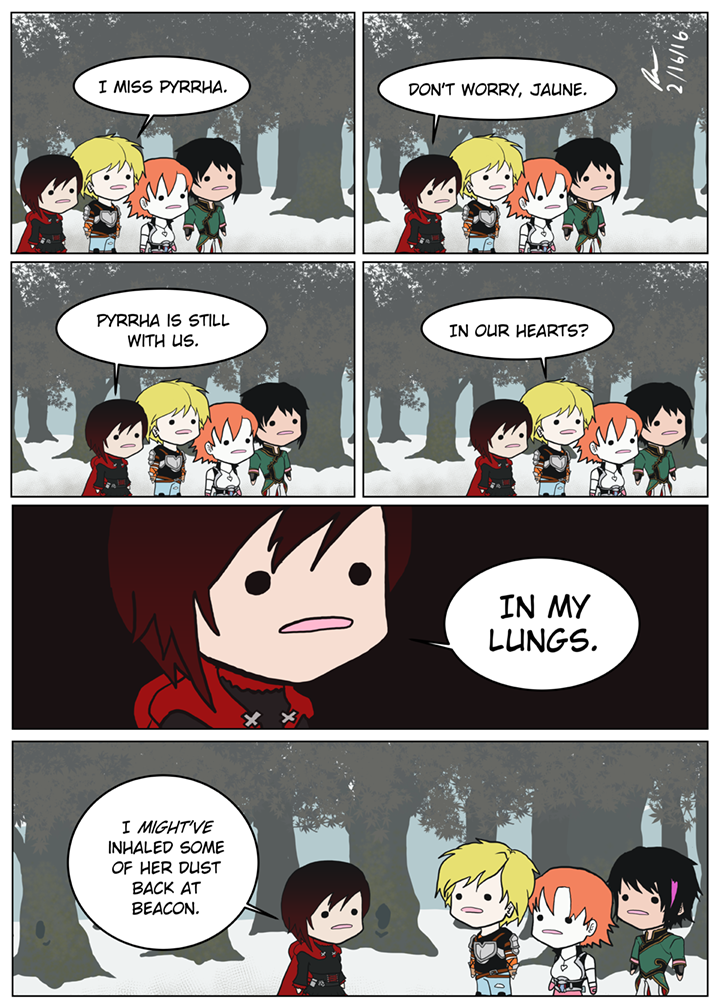 I MISS PYRRHA.
DON'T WORRY, JAUNE.
2/16/16
PYRRHA IS STILL
WITH US.
IN OUR HEARTS?
IN MY
LUNGS.
I MIGHT'VE
INHALED SOME
OF HER DUST
BACK AT
BEACON.